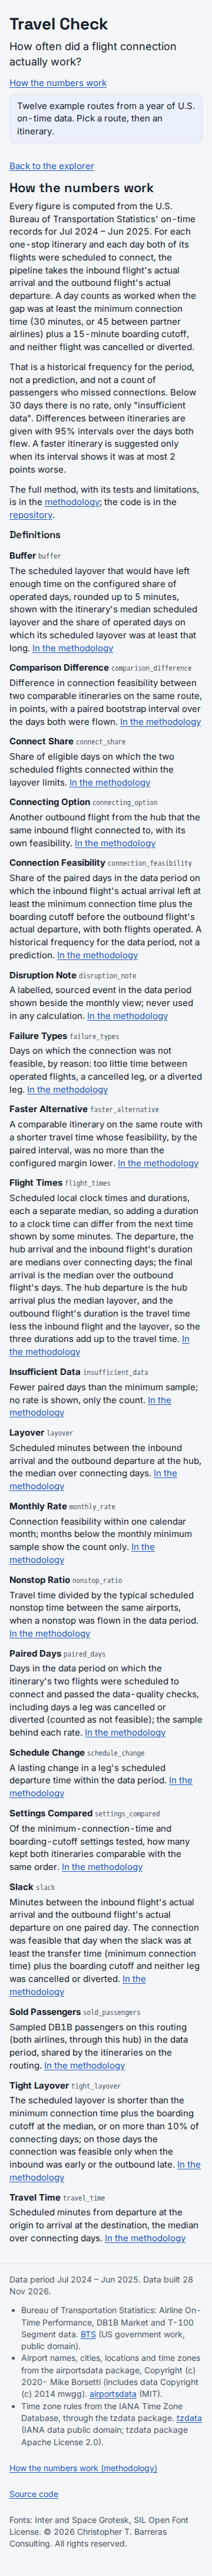 Travel Check
How often did a flight connection
actually work?
How the numbers work
Twelve example routes from a year of U.S.
on-time data. Pick a route, then an
itinerary.
Back to the explorer
How the numbers work
Every figure is computed from the U.S.
Bureau of Transportation Statistics' on-time
records for Jul 2024 – Jun 2025. For each
one-stop itinerary and each day both of its
flights were scheduled to connect, the
pipeline takes the inbound flight's actual
arrival and the outbound flight's actual
departure. A day counts as worked when the
gap was at least the minimum connection
time (30 minutes, or 45 between partner
airlines) plus a 15-minute boarding cutoff,
and neither flight was cancelled or diverted.
That is a historical frequency for the period,
not a prediction, and not a count of
passengers who missed connections. Below
30 days there is no rate, only "insufficient
data". Differences between itineraries are
given with 95% intervals over the days both
flew. A faster itinerary is suggested only
when its interval shows it was at most 2
points worse.
The full method, with its tests and limitations,
is in the methodology; the code is in the
repository.
Definitions
Buffer buffer
The scheduled layover that would have left
enough time on the configured share of
operated days, rounded up to 5 minutes,
shown with the itinerary's median scheduled
layover and the share of operated days on
which its scheduled layover was at least that
long. In the methodology
Comparison Difference comparison_difference
Difference in connection feasibility between
two comparable itineraries on the same route,
in points, with a paired bootstrap interval over
the days both were flown. In the methodology
Connect Share connect_share
Share of eligible days on which the two
scheduled flights connected within the
layover limits. In the methodology
Connecting Option connecting_option
Another outbound flight from the hub that the
same inbound flight connected to, with its
own feasibility. In the methodology
Connection Feasibility connection_feasibility
Share of the paired days in the data period on
which the inbound flight's actual arrival left at
least the minimum connection time plus the
boarding cutoff before the outbound flight's
actual departure, with both flights operated. A
historical frequency for the data period, not a
prediction. In the methodology
Disruption Note disruption_note
A labelled, sourced event in the data period
shown beside the monthly view; never used
in any calculation. In the methodology
Failure Types failure_types
Days on which the connection was not
feasible, by reason: too little time between
operated flights, a cancelled leg, or a diverted
leg. In the methodology
Faster Alternative faster_alternative
A comparable itinerary on the same route with
a shorter travel time whose feasibility, by the
paired interval, was no more than the
configured margin lower. In the methodology
Flight Times flight_times
Scheduled local clock times and durations,
each a separate median, so adding a duration
to a clock time can differ from the next time
shown by some minutes. The departure, the
hub arrival and the inbound flight's duration
are medians over connecting days; the final
arrival is the median over the outbound
flight's days. The hub departure is the hub
arrival plus the median layover, and the
outbound flight's duration is the travel time
less the inbound flight and the layover, so the
three durations add up to the travel time. In
the methodology
Insufficient Data insufficient_data
Fewer paired days than the minimum sample;
no rate is shown, only the count. In the
methodology
Layover layover
Scheduled minutes between the inbound
arrival and the outbound departure at the hub,
the median over connecting days. In the
methodology
Monthly Rate monthly_rate
Connection feasibility within one calendar
month; months below the monthly minimum
sample show the count only. In the
methodology
Nonstop Ratio nonstop_ratio
Travel time divided by the typical scheduled
nonstop time between the same airports,
when a nonstop was flown in the data period.
In the methodology
Paired Days paired_days
Days in the data period on which the
itinerary's two flights were scheduled to
connect and passed the data-quality checks,
including days a leg was cancelled or
diverted (counted as not feasible); the sample
behind each rate. In the methodology
Schedule Change schedule_change
A lasting change in a leg's scheduled
departure time within the data period. In the
methodology
Settings Compared settings_compared
Of the minimum-connection-time and
boarding-cutoff settings tested, how many
kept both itineraries comparable with the
same order. In the methodology
Slack slack
Minutes between the inbound flight's actual
arrival and the outbound flight's actual
departure on one paired day. The connection
was feasible that day when the slack was at
least the transfer time (minimum connection
time) plus the boarding cutoff and neither leg
was cancelled or diverted. In the
methodology
Sold Passengers sold_passengers
Sampled DB1B passengers on this routing
(both airlines, through this hub) in the data
period, shared by the itineraries on the
routing. In the methodology
Tight Layover tight_layover
The scheduled layover is shorter than the
minimum connection time plus the boarding
cutoff at the median, or on more than 10% of
connecting days; on those days the
connection was feasible only when the
inbound was early or the outbound late. In the
methodology
Travel Time travel_time
Scheduled minutes from departure at the
origin to arrival at the destination, the median
over connecting days. In the methodology
Data period Jul 2024 – Jun 2025. Data built 28
Nov 2026.
• Bureau of Transportation Statistics: Airline On-
Time Performance, DB1B Market and T-100
Segment data. BTS (US government work,
public domain).
• Airport names, cities, locations and time zones
from the airportsdata package, Copyright (c)
2020- Mike Borsetti (includes data Copyright
(c) 2014 mwgg). airportsdata (MIT).
• Time zone rules from the IANA Time Zone
Database, through the tzdata package. tzdata
(IANA data public domain; tzdata package
Apache License 2.0).
How the numbers work (methodology)
Source code
Fonts: Inter and Space Grotesk, SIL Open Font
License. © 2026 Christopher T. Barreras
Consulting. All rights reserved.